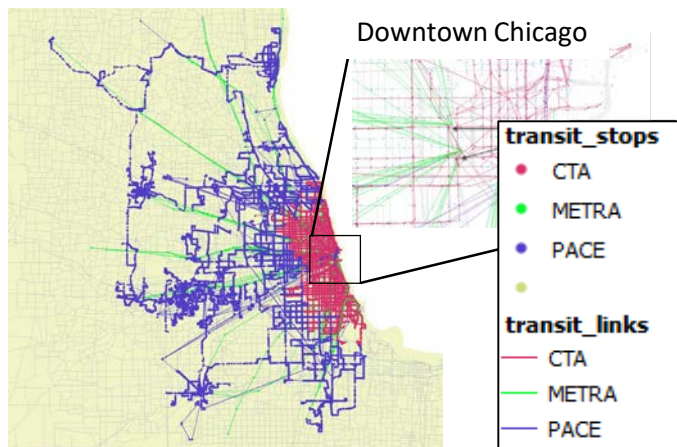 Downtown Chicago
transit_stops
CTA
METRA
PACE
transit_links
CTA
METRA
PACE